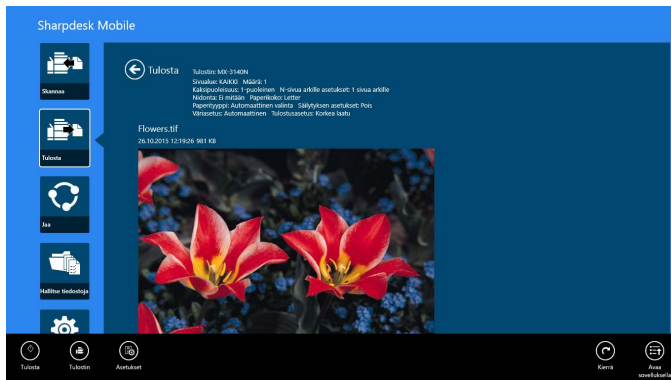 Sharpdesk Mobile
Skannaa
Tulosta
Jaa
Hallitse tiedostoja
Tulosta
Tulostin: MX-3140N
Sivualue: KAIKKI Määrä: 1
Kaksipuoleisuus: 1-puoleinen N-sivua arkille asetukset: 1 sivua arkille
Nidonta: Ei mitään Paperikoko: Letter
Paperityyppi: Automaattinen valinta Säilytyksen asetukset: Pois
Väriasetus: Automaattinen Tulostusasetus: Korkea laatu
Flowers.tif
26.10.2015 12:19:26 981 KB
Tulosta
Tulostin
Asetukset
Kierrä
Avaa
sovelluksella